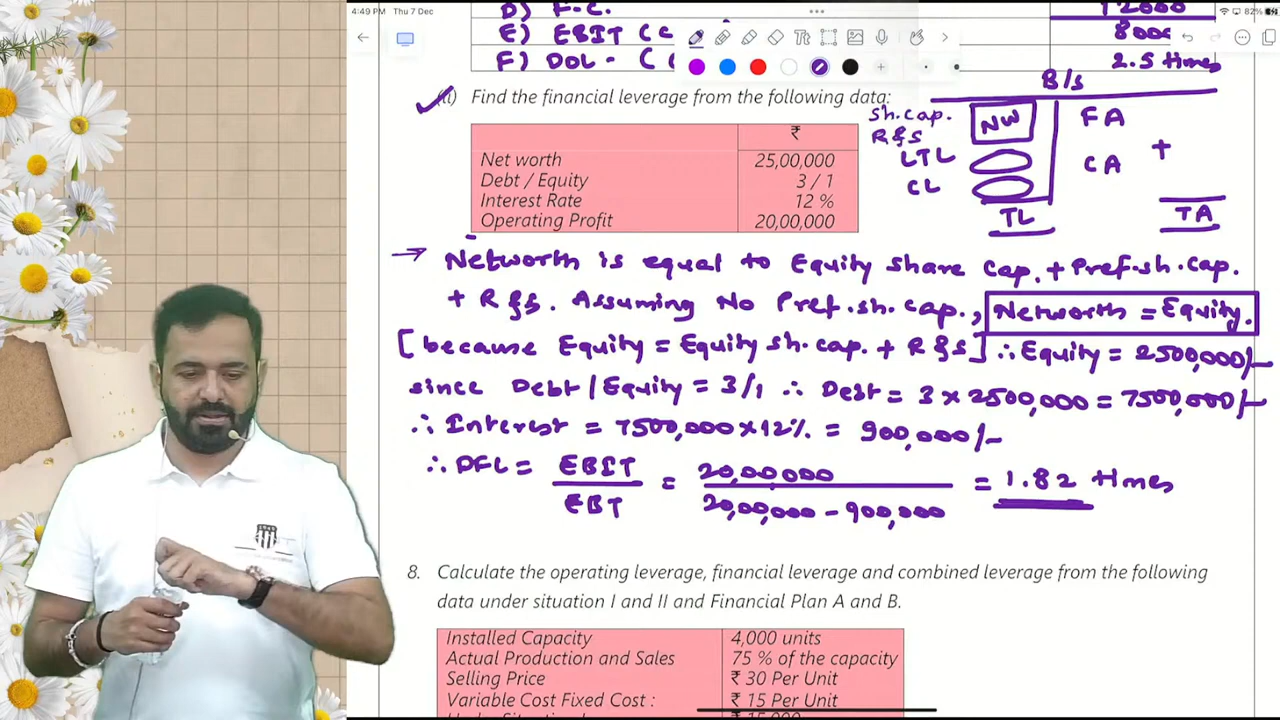 4:49 PM Thu 7 Dec
82%
D) F.C. 12000
E) EBIT (C 8000
F) DOL - (C 2.5 times
(ii) Find the financial leverage from the following data:
₹
Net worth 25,00,000
Debt / Equity 3 / 1
Interest Rate 12 %
Operating Profit 20,00,000
B/s
sh.cap. NW FA
R&S
LTL CA +
CL
TL TA
→ Networth is equal to Equity share cap. + Pref.sh.cap.
+ R&s. Assuming No Pref.sh.cap., Networth = Equity.
[because Equity = Equity sh.cap. + R&s] ∴ Equity = 2500,000/-
since Debt/Equity = 3/1 ∴ Debt = 3 × 2500,000 = 7500,000/-
∴ Interest = 7500,000 × 12% = 900,000/-
∴ DFL = EBIT / EBT = 20,00,000 / 20,00,000 - 900,000 = 1.82 times
8. Calculate the operating leverage, financial leverage and combined leverage from the following
data under situation I and II and Financial Plan A and B.
Installed Capacity 4,000 units
Actual Production and Sales 75 % of the capacity
Selling Price ₹ 30 Per Unit
Variable Cost Fixed Cost : ₹ 15 Per Unit
₹ 15,000